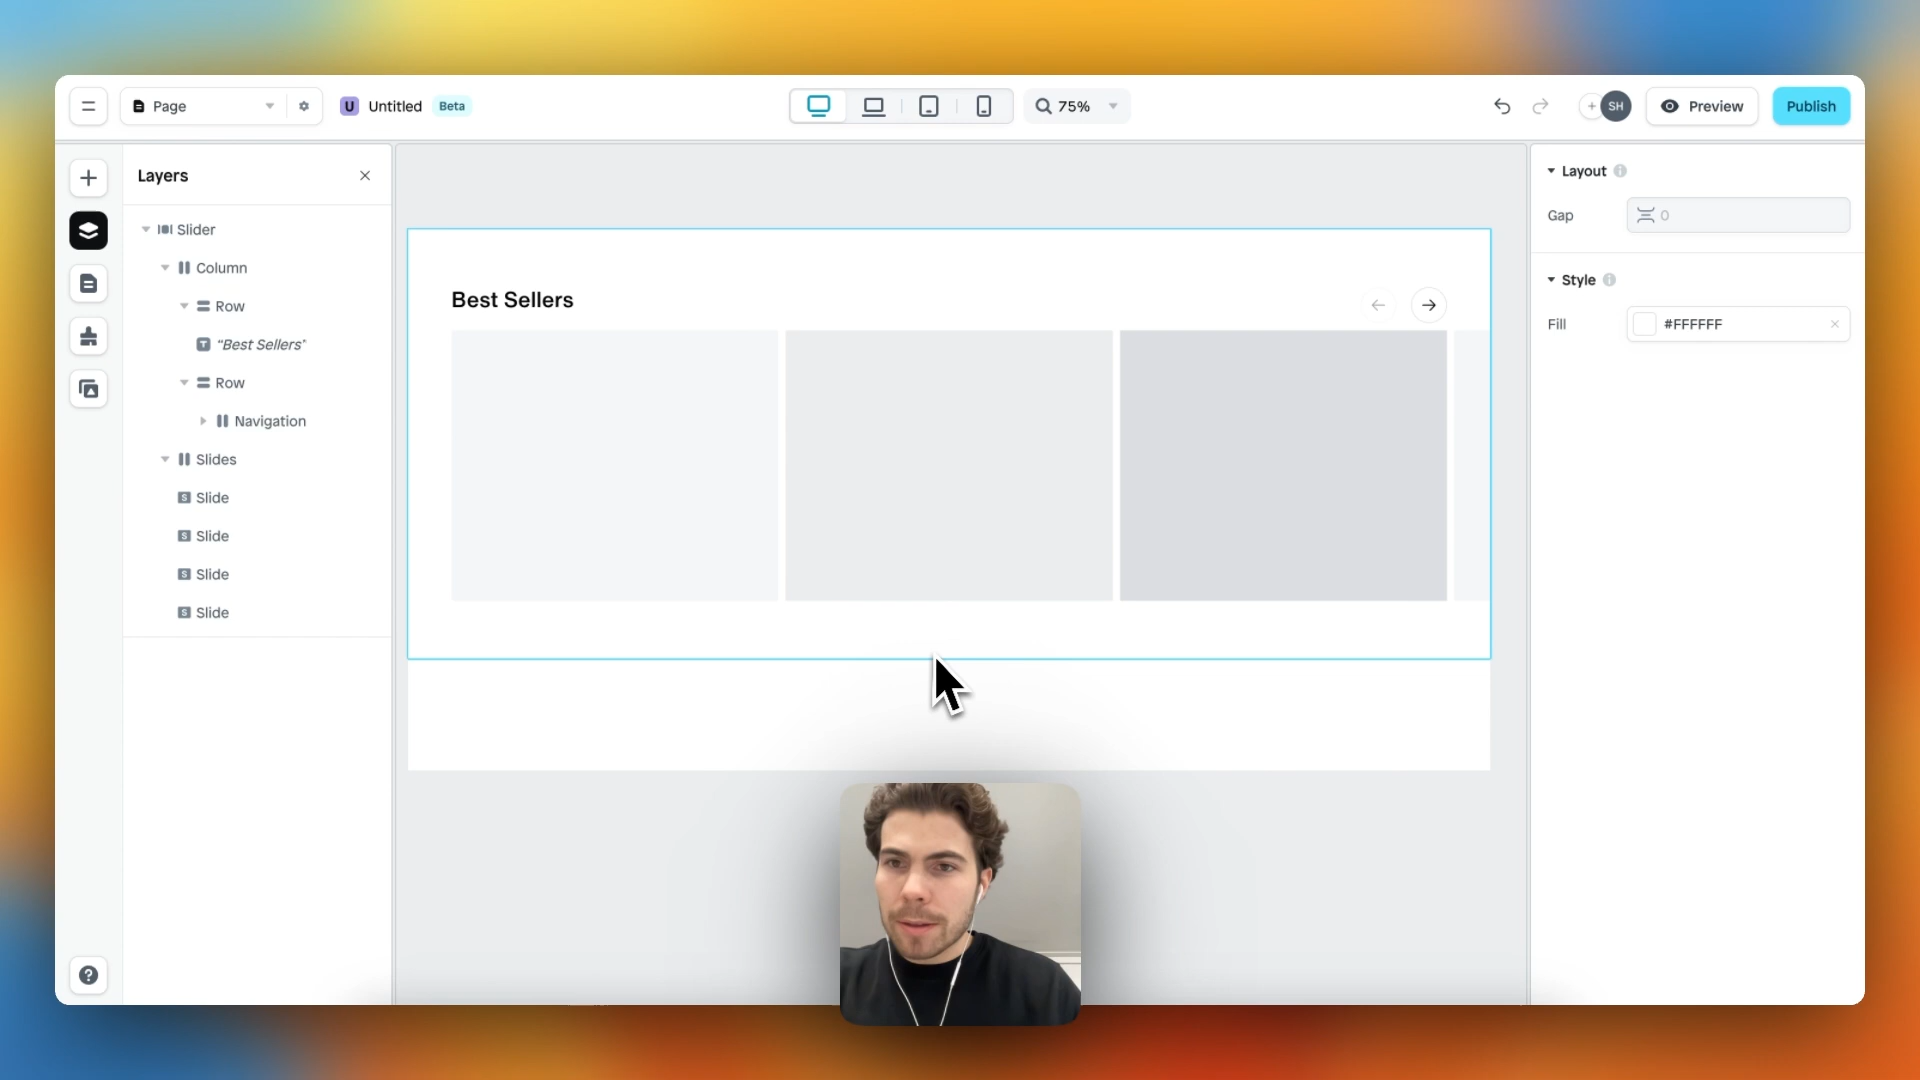 Page
U Untitled Beta
75%
SH
Preview
Publish
Layers
Slider
Column
Row
T "Best Sellers"
Row
Navigation
Slides
S Slide
S Slide
S Slide
S Slide
Best Sellers
Layout
Gap 0
Style
Fill #FFFFFF